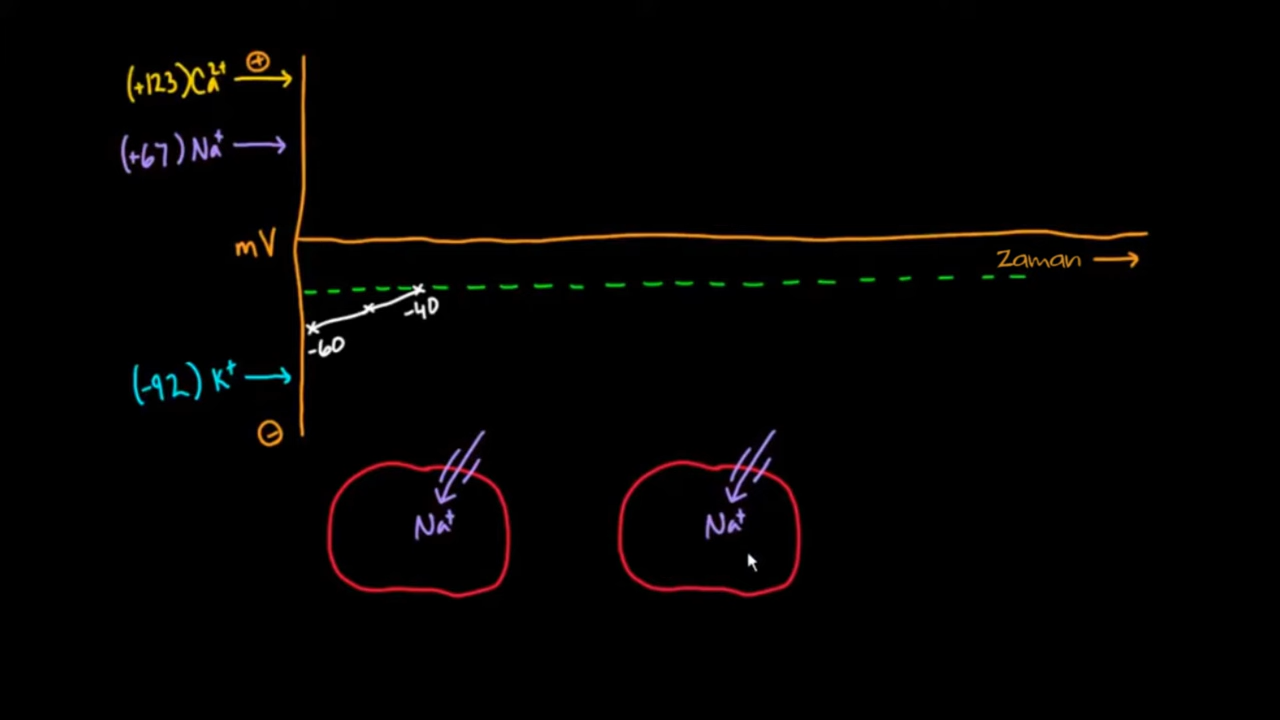 (+123)Ca²⁺
+
(+67) Na⁺
mV
Zaman
-40
-60
(-92) K⁺
-
Na⁺
Na⁺